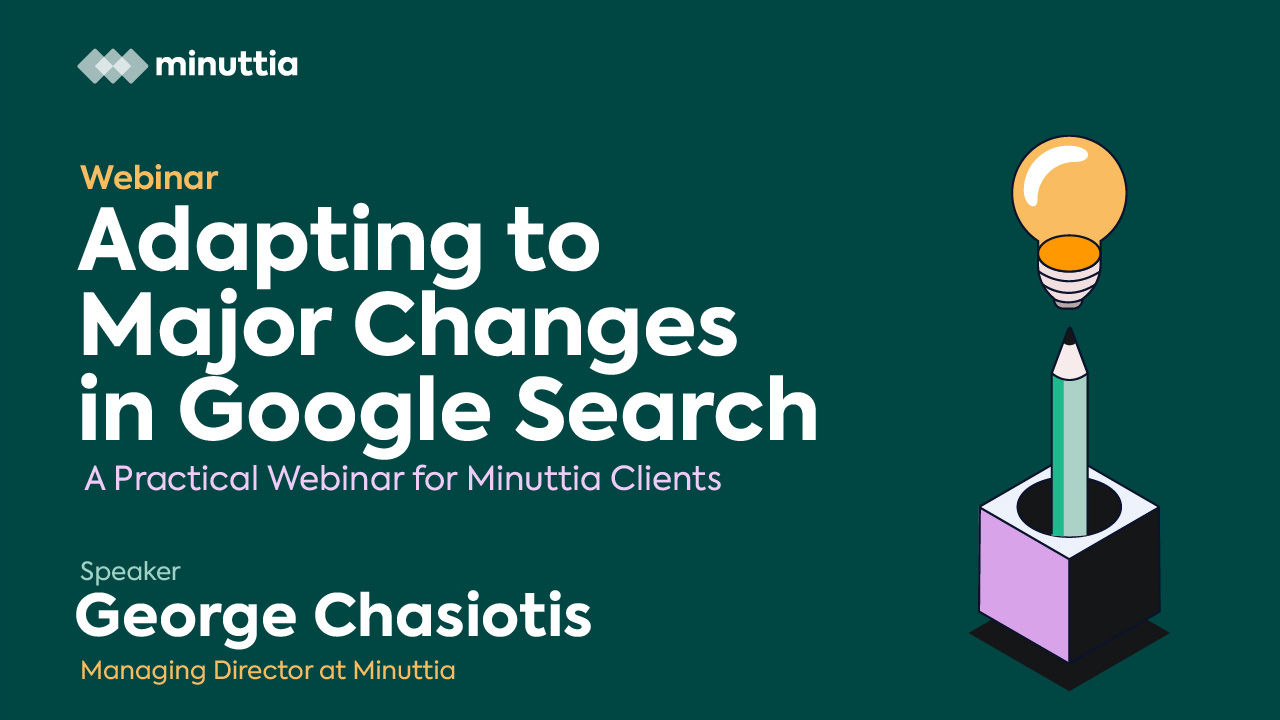 minuttia
Webinar
Adapting to
Major Changes
in Google Search
A Practical Webinar for Minuttia Clients
Speaker
George Chasiotis
Managing Director at Minuttia